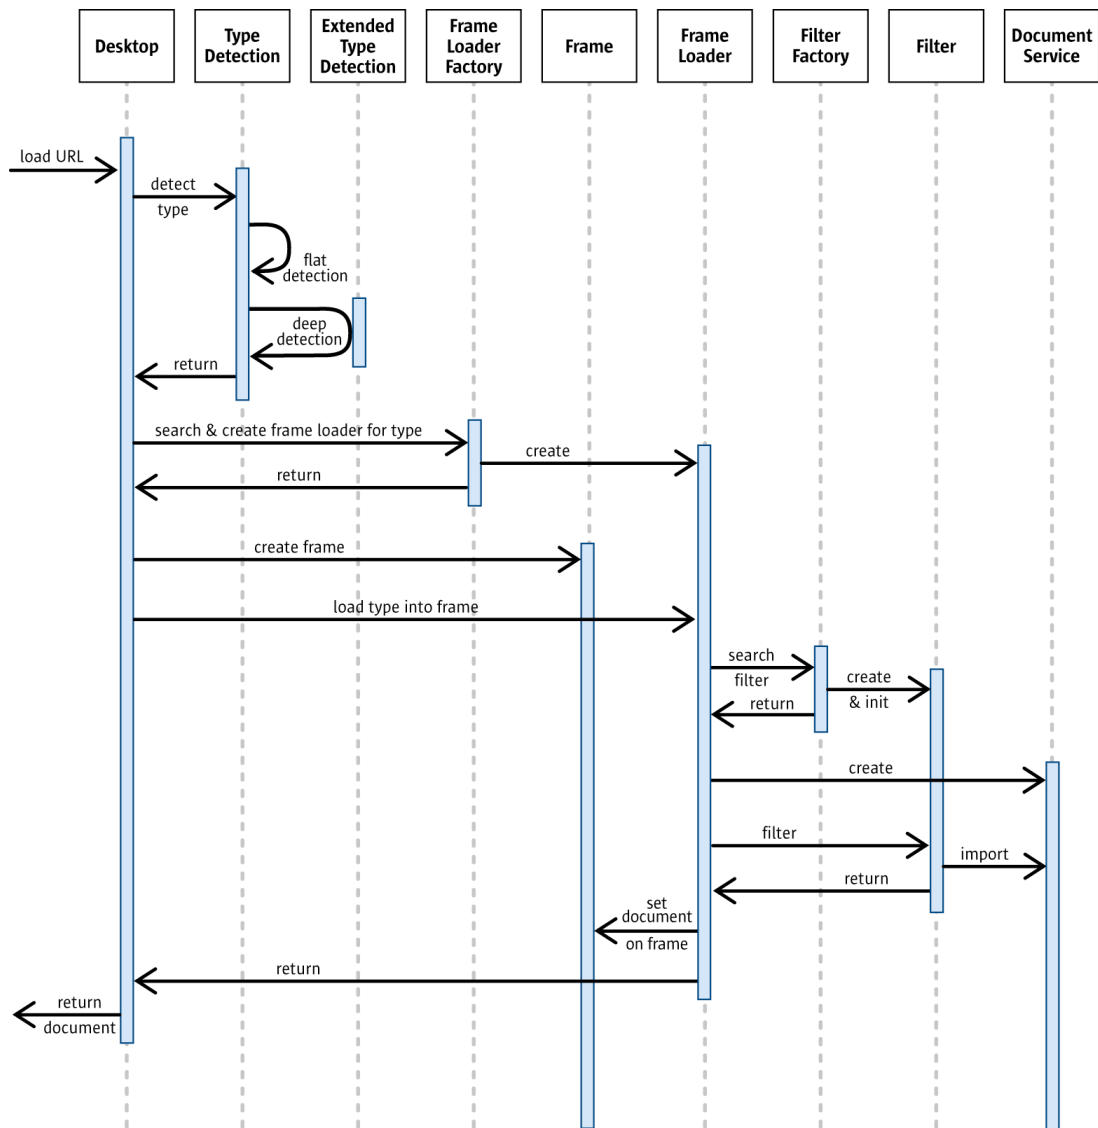 Desktop
Type
Detection
Extended
Type
Detection
Frame
Loader
Factory
Frame
Frame
Loader
Filter
Factory
Filter
Document
Service
load URL
detect
type
flat
detection
deep
detection
return
search & create frame loader for type
create
return
create frame
load type into frame
search
filter
create
& init
return
create
filter
import
return
set
document
on frame
return
return
document